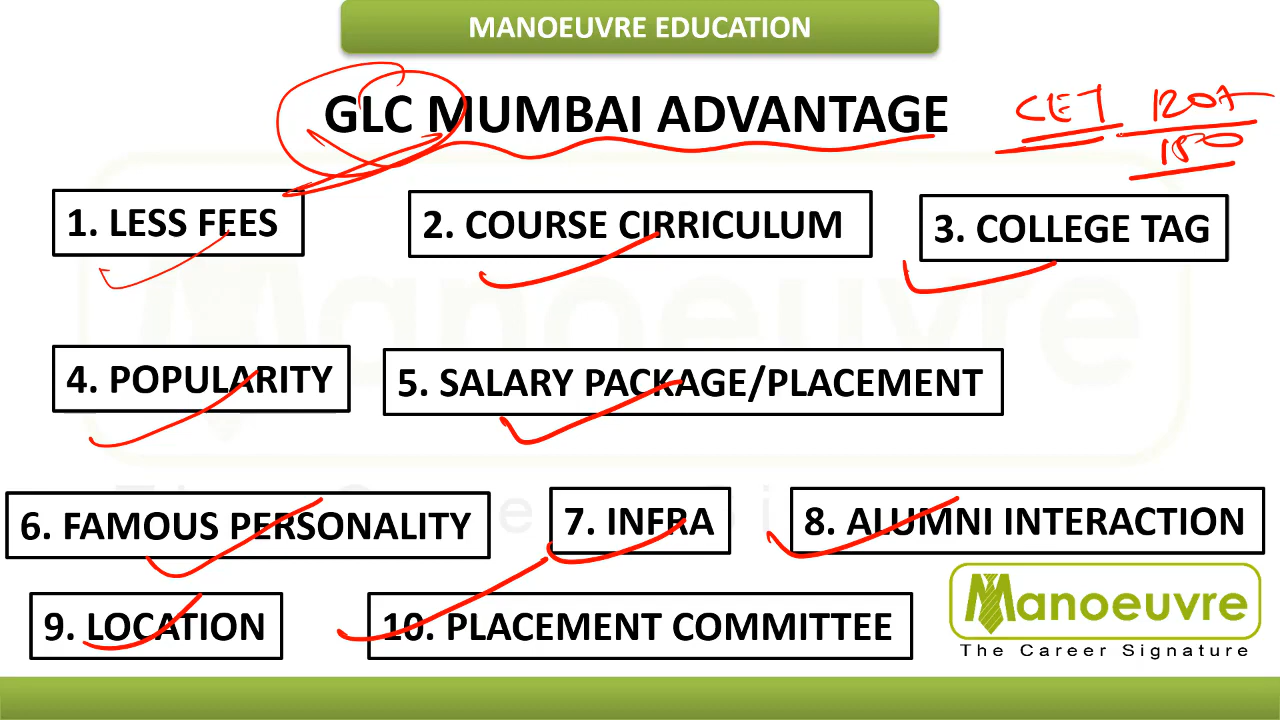 MANOEUVRE EDUCATION
GLC MUMBAI ADVANTAGE
CET 120+
150
1. LESS FEES
2. COURSE CIRRICULUM
3. COLLEGE TAG
4. POPULARITY
5. SALARY PACKAGE/PLACEMENT
6. FAMOUS PERSONALITY
7. INFRA
8. ALUMNI INTERACTION
9. LOCATION
10. PLACEMENT COMMITTEE
Manoeuvre
The Career Signature